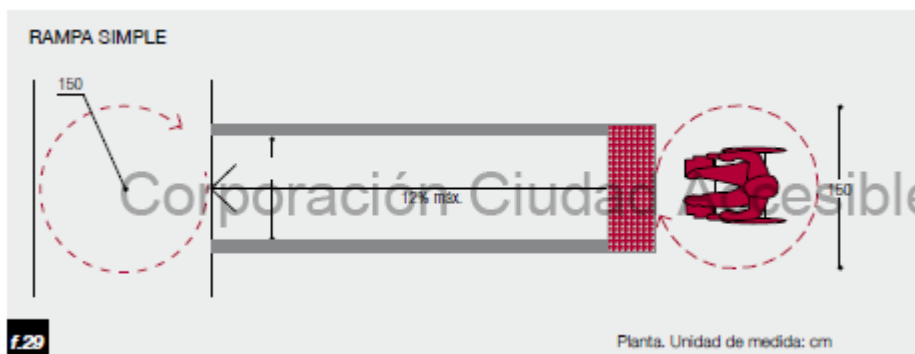 RAMPA SIMPLE
150
Corporación Ciudad Accesible
12% máx.
150
f.29
Planta. Unidad de medida: cm